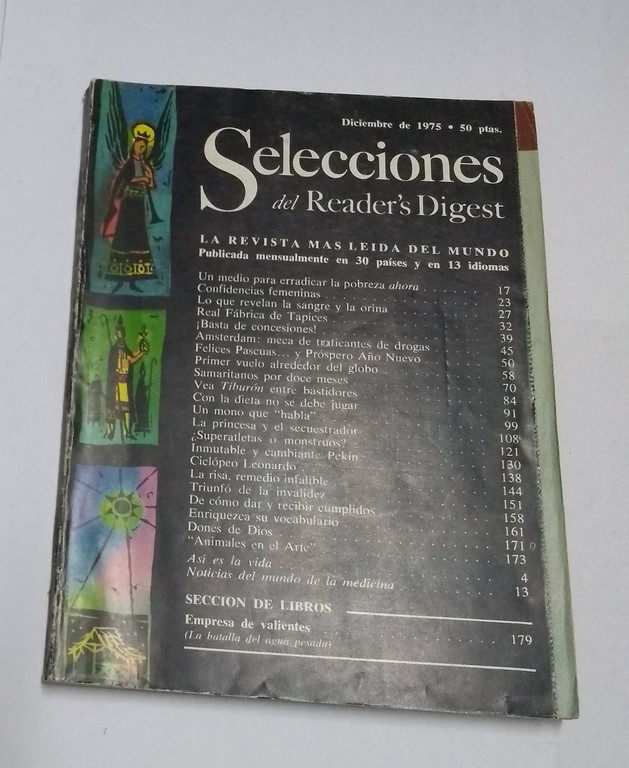 Diciembre de 1975 • 50 ptas.
Selecciones
del Reader's Digest
LA REVISTA MAS LEIDA DEL MUNDO
Publicada mensualmente en 30 países y en 13 idiomas
Un medio para erradicar la pobreza ahora . . . . . . . 17
Confidencias femeninas . . . . . . . 23
Lo que revelan la sangre y la orina . . . . . . . 27
Real Fábrica de Tapices . . . . . . . 32
¡Basta de concesiones! . . . . . . . 39
Amsterdam: meca de traficantes de drogas . . . . . . . 45
Felices Pascuas... y Próspero Año Nuevo . . . . . . . 50
Primer vuelo alrededor del globo . . . . . . . 58
Samaritanos por doce meses . . . . . . . 70
Vea Tiburón entre bastidores . . . . . . . 84
Con la dieta no se debe jugar . . . . . . . 91
Un mono que "habla" . . . . . . . 99
La princesa y el secuestrador . . . . . . . 108
¿Superatletas o monstruos? . . . . . . . 121
Inmutable y cambiante Pekín . . . . . . . 130
Ciclópeo Leonardo . . . . . . . 138
La risa, remedio infalible . . . . . . . 144
Triunfo de la invalidez . . . . . . . 151
De cómo dar y recibir cumplidos . . . . . . . 158
Enriquezca su vocabulario . . . . . . . 161
Dones de Dios . . . . . . . 171
"Animales en el Arte" . . . . . . . 173
Así es la vida . . . . . . . 4
Noticias del mundo de la medicina . . . . . . . 13
SECCION DE LIBROS
Empresa de valientes . . . . . . . 179
(La batalla del agua pesada)